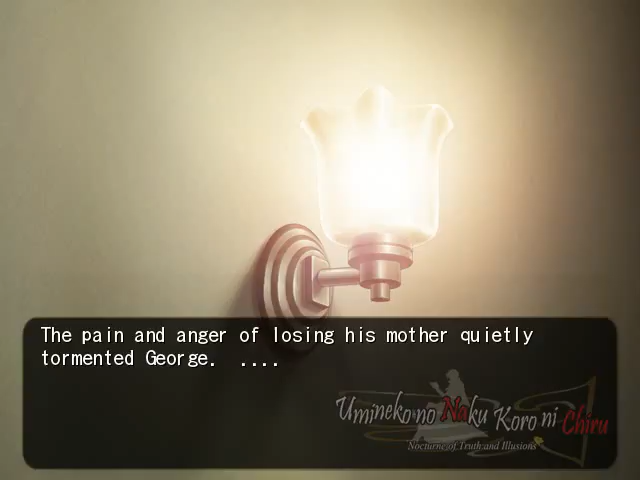 The pain and anger of losing his mother quietly
tormented George.  ....
Umineko no Naku Koro ni Chiru
Nocturne of Truth and Illusions